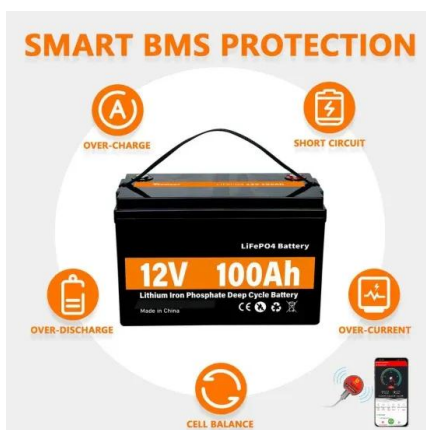 SMART BMS PROTECTION
OVER-CHARGE
SHORT CIRCUIT
LiFePO4 Battery
12V 100Ah
Lithium Iron Phosphate Deep Cycle Battery
Made in China
CE
OVER-DISCHARGE
OVER-CURRENT
CELL BALANCE